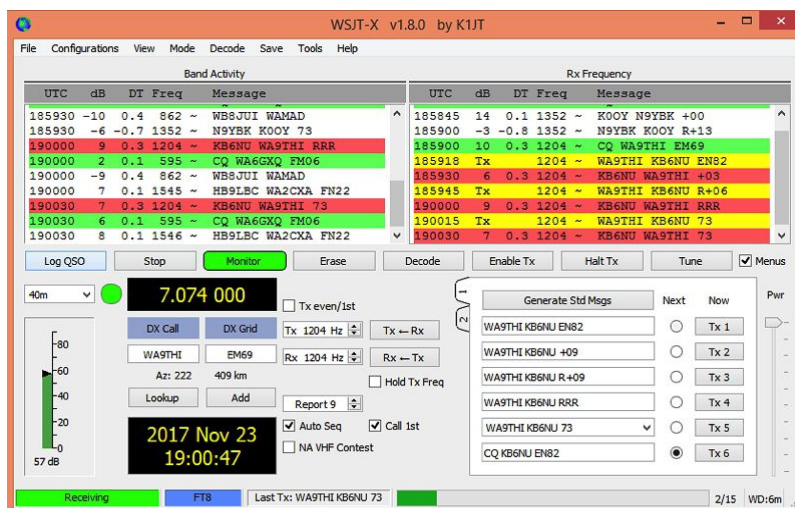 WSJT-X v1.8.0 by K1JT
File Configurations View Mode Decode Save Tools Help
Band Activity
UTC dB DT Freq Message
185930 -10 0.4 862 ~ WB8JUI WAMAD
185930 -6 -0.7 1352 ~ N9YBK K0OY 73
190000 9 0.3 1204 ~ KB6NU WA9THI RRR
190000 2 0.1 595 ~ CQ WA6GXQ FM06
190000 -9 0.4 862 ~ WB8JUI WAMAD
190000 7 0.1 1545 ~ HB9LBC WA2CXA FN22
190030 7 0.3 1204 ~ KB6NU WA9THI 73
190030 6 0.1 595 ~ CQ WA6GXQ FM06
190030 8 0.1 1546 ~ HB9LBC WA2CXA FN22
Rx Frequency
UTC dB DT Freq Message
185845 14 0.1 1352 ~ K0OY N9YBK +00
185900 -3 -0.8 1352 ~ N9YBK K0OY R+13
185900 10 0.3 1204 ~ CQ WA9THI EM69
185918 Tx 1204 ~ WA9THI KB6NU EN82
185930 6 0.3 1204 ~ KB6NU WA9THI +03
185945 Tx 1204 ~ WA9THI KB6NU R+06
190000 9 0.3 1204 ~ KB6NU WA9THI RRR
190015 Tx 1204 ~ WA9THI KB6NU 73
190030 7 0.3 1204 ~ KB6NU WA9THI 73
Log QSO Stop Monitor Erase Decode Enable Tx Halt Tx Tune Menus
40m
7.074 000
Tx even/1st
DX Call DX Grid
Tx 1204 Hz Tx ← Rx
WA9THI EM69
Rx 1204 Hz Rx ← Tx
Az: 222 409 km
Hold Tx Freq
Lookup Add
Report 9
2017 Nov 23
19:00:47
Auto Seq Call 1st
NA VHF Contest
-80
-60
-40
-20
-0
57 dB
1
2
Generate Std Msgs Next Now
WA9THI KB6NU EN82 Tx 1
WA9THI KB6NU +09 Tx 2
WA9THI KB6NU R+09 Tx 3
WA9THI KB6NU RRR Tx 4
WA9THI KB6NU 73 Tx 5
CQ KB6NU EN82 Tx 6
Pwr
Receiving FT8 Last Tx: WA9THI KB6NU 73 2/15 WD:6m